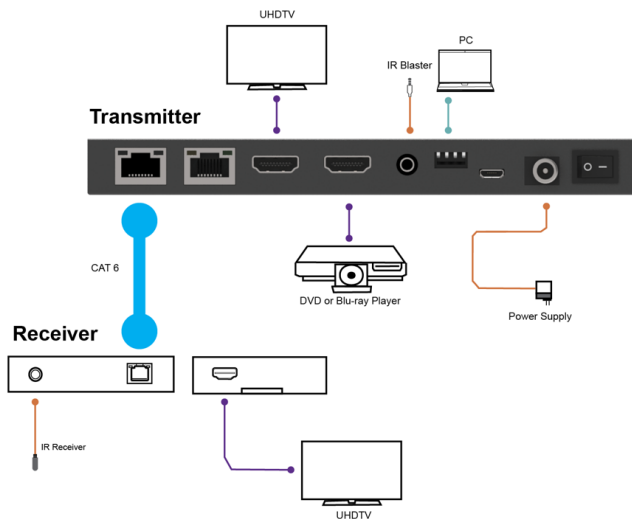 UHDTV
PC
IR Blaster
Transmitter
CAT 6
DVD or Blu-ray Player
Power Supply
Receiver
IR Receiver
UHDTV